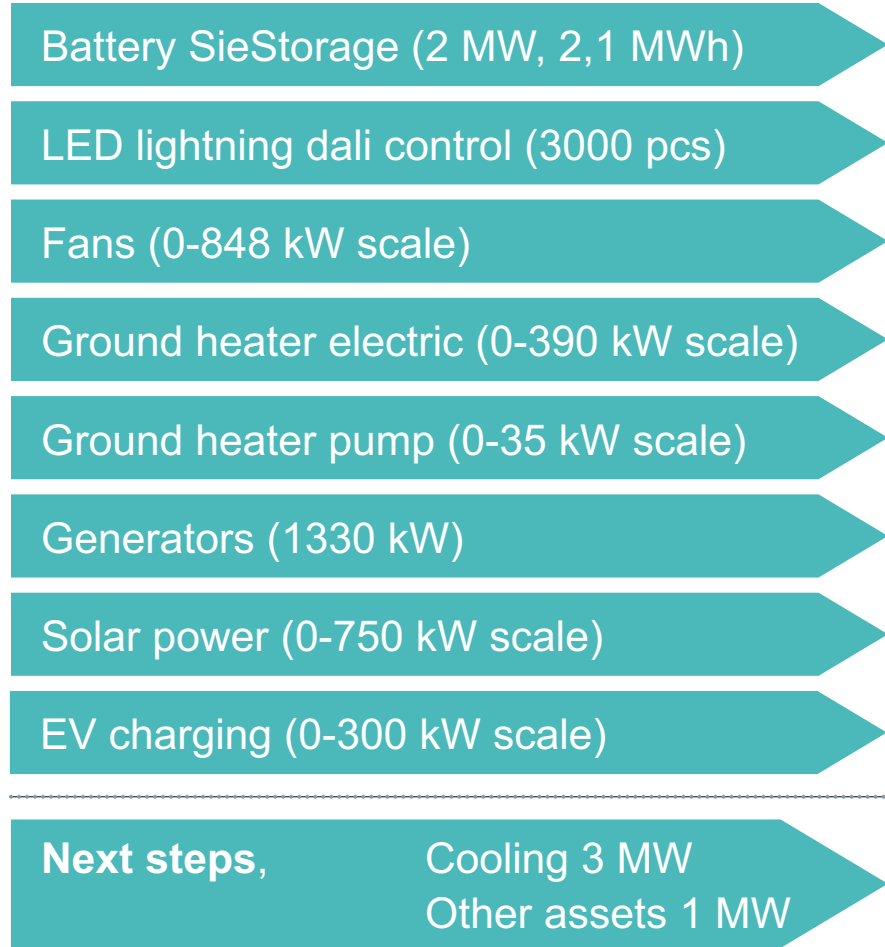 Battery SieStorage (2 MW, 2,1 MWh)
LED lightning dali control (3000 pcs)
Fans (0-848 kW scale)
Ground heater electric (0-390 kW scale)
Ground heater pump (0-35 kW scale)
Generators (1330 kW)
Solar power (0-750 kW scale)
EV charging (0-300 kW scale)
Next steps, Cooling 3 MW
Other assets 1 MW